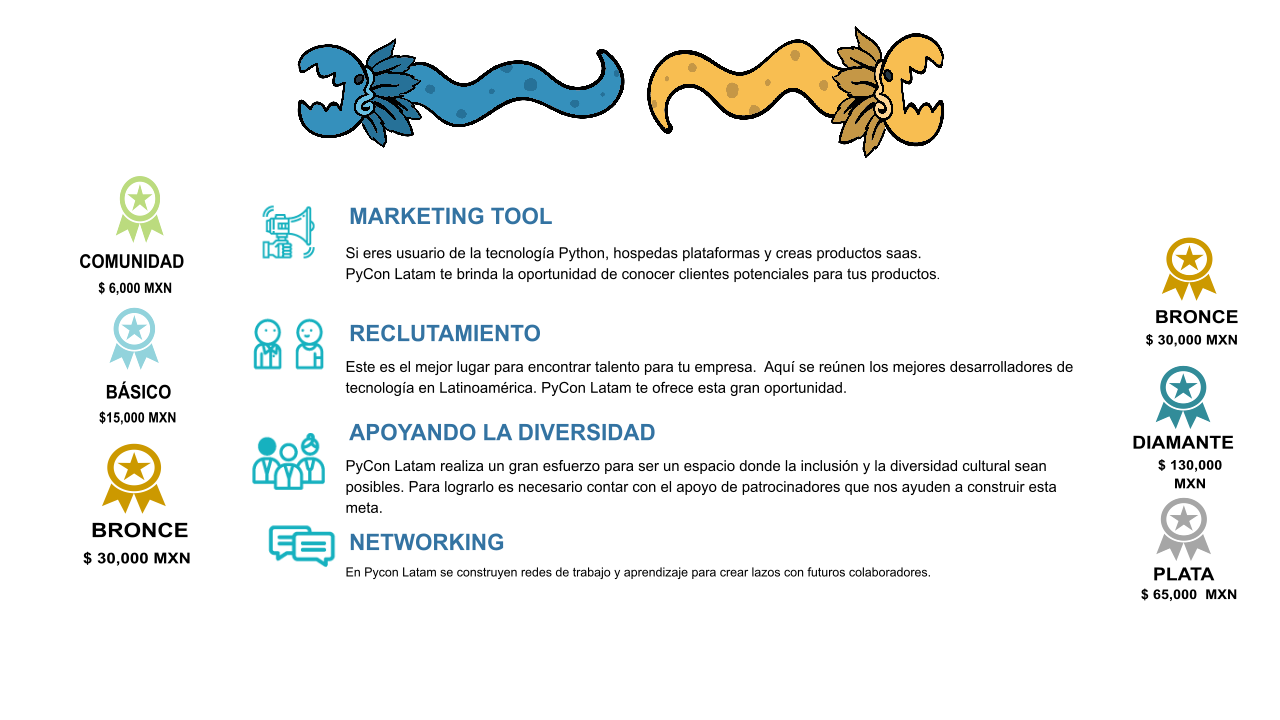 COMUNIDAD
$ 6,000 MXN
BÁSICO
$15,000 MXN
BRONCE
$ 30,000 MXN
MARKETING TOOL
Si eres usuario de la tecnología Python, hospedas plataformas y creas productos saas.
PyCon Latam te brinda la oportunidad de conocer clientes potenciales para tus productos.
RECLUTAMIENTO
Este es el mejor lugar para encontrar talento para tu empresa.  Aquí se reúnen los mejores desarrolladores de
tecnología en Latinoamérica. PyCon Latam te ofrece esta gran oportunidad.
APOYANDO LA DIVERSIDAD
PyCon Latam realiza un gran esfuerzo para ser un espacio donde la inclusión y la diversidad cultural sean
posibles. Para lograrlo es necesario contar con el apoyo de patrocinadores que nos ayuden a construir esta
meta.
NETWORKING
En Pycon Latam se construyen redes de trabajo y aprendizaje para crear lazos con futuros colaboradores.
BRONCE
$ 30,000 MXN
DIAMANTE
$ 130,000
MXN
PLATA
$ 65,000  MXN